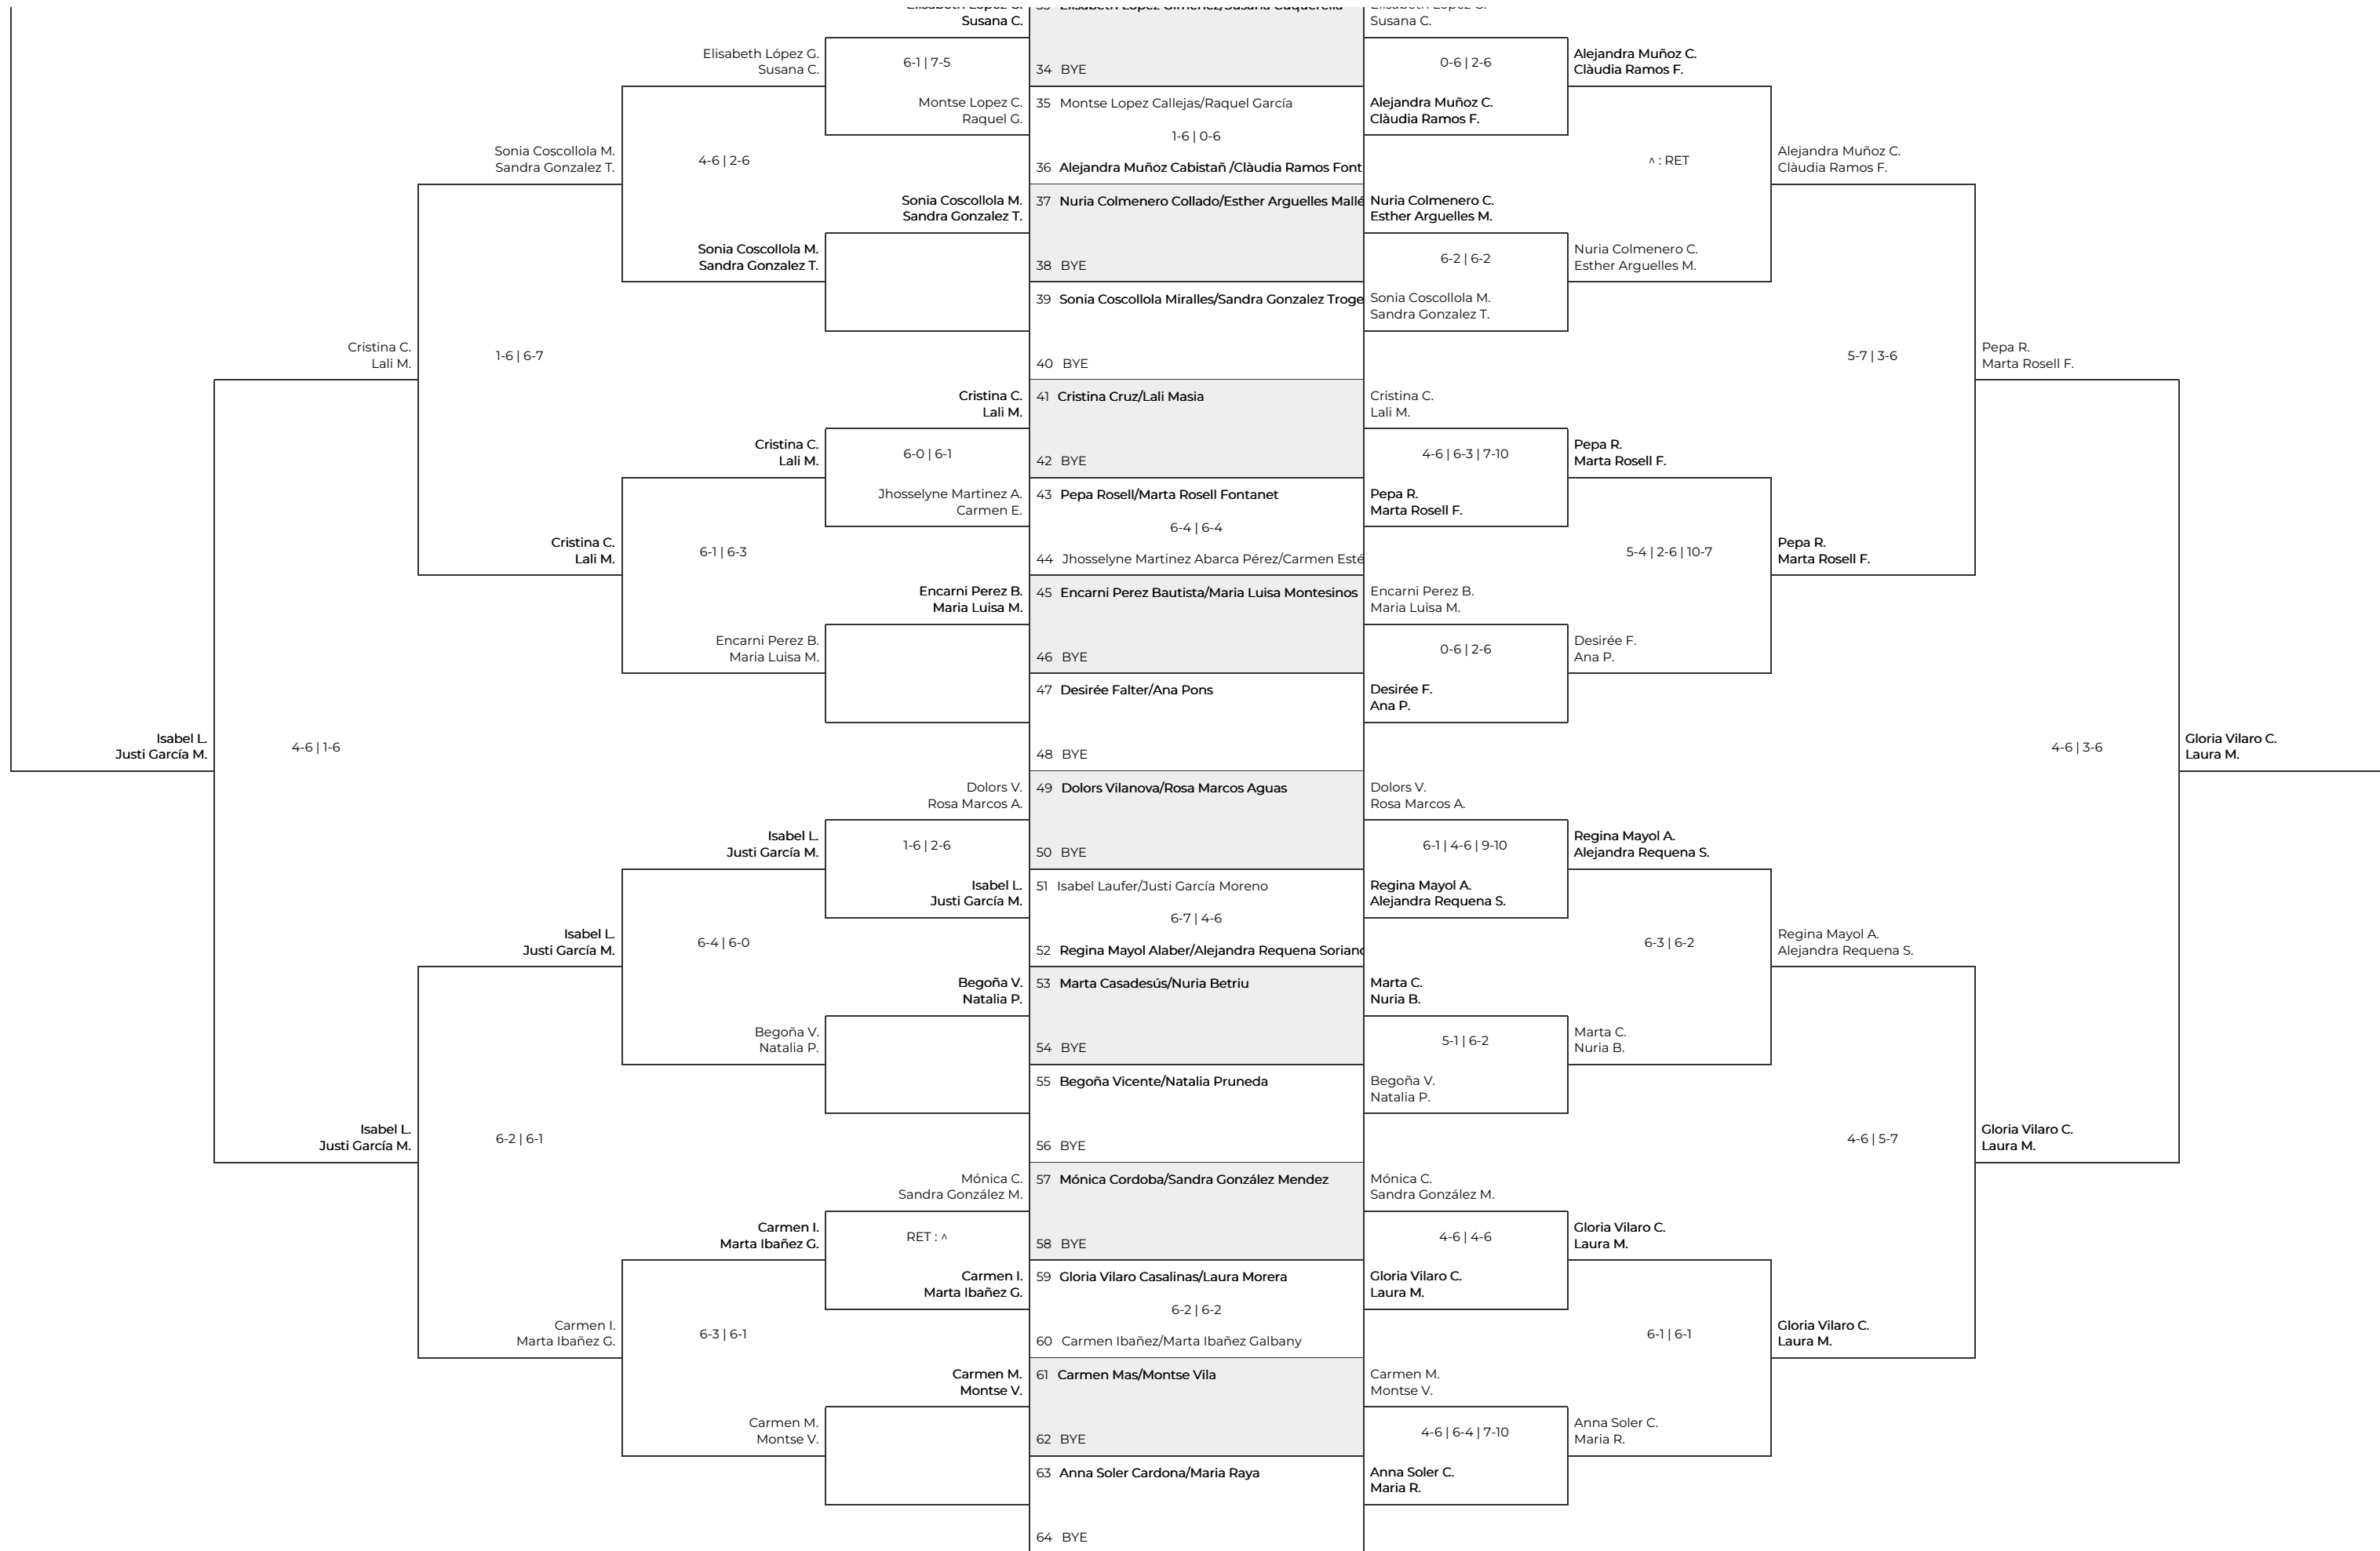 Susana C.
Susana C.
Elisabeth López G.
Susana C.
6-1 | 7-5
34 BYE
0-6 | 2-6
Alejandra Muñoz C.
Clàudia Ramos F.
Montse Lopez C.
Raquel G.
35 Montse Lopez Callejas/Raquel García
1-6 | 0-6
36 Alejandra Muñoz Cabistañ /Clàudia Ramos Font
Alejandra Muñoz C.
Clàudia Ramos F.
Sonia Coscollola M.
Sandra Gonzalez T.
4-6 | 2-6
^ : RET
Alejandra Muñoz C.
Clàudia Ramos F.
Sonia Coscollola M.
Sandra Gonzalez T.
37 Nuria Colmenero Collado/Esther Arguelles Mallé
Nuria Colmenero C.
Esther Arguelles M.
Sonia Coscollola M.
Sandra Gonzalez T.
38 BYE
6-2 | 6-2
Nuria Colmenero C.
Esther Arguelles M.
39 Sonia Coscollola Miralles/Sandra Gonzalez Troge
Sonia Coscollola M.
Sandra Gonzalez T.
Cristina C.
Lali M.
1-6 | 6-7
40 BYE
5-7 | 3-6
Pepa R.
Marta Rosell F.
Cristina C.
Lali M.
41 Cristina Cruz/Lali Masia
Cristina C.
Lali M.
Cristina C.
Lali M.
6-0 | 6-1
42 BYE
4-6 | 6-3 | 7-10
Pepa R.
Marta Rosell F.
Jhosselyne Martinez A.
Carmen E.
43 Pepa Rosell/Marta Rosell Fontanet
6-4 | 6-4
44 Jhosselyne Martinez Abarca Pérez/Carmen Esté
Pepa R.
Marta Rosell F.
Cristina C.
Lali M.
6-1 | 6-3
5-4 | 2-6 | 10-7
Pepa R.
Marta Rosell F.
Encarni Perez B.
Maria Luisa M.
45 Encarni Perez Bautista/Maria Luisa Montesinos
Encarni Perez B.
Maria Luisa M.
Encarni Perez B.
Maria Luisa M.
46 BYE
0-6 | 2-6
Desirée F.
Ana P.
47 Desirée Falter/Ana Pons
Desirée F.
Ana P.
Isabel L.
Justi García M.
4-6 | 1-6
48 BYE
4-6 | 3-6
Gloria Vilaro C.
Laura M.
Dolors V.
Rosa Marcos A.
49 Dolors Vilanova/Rosa Marcos Aguas
Dolors V.
Rosa Marcos A.
Isabel L.
Justi García M.
1-6 | 2-6
50 BYE
6-1 | 4-6 | 9-10
Regina Mayol A.
Alejandra Requena S.
Isabel L.
Justi García M.
51 Isabel Laufer/Justi García Moreno
6-7 | 4-6
52 Regina Mayol Alaber/Alejandra Requena Soriano
Regina Mayol A.
Alejandra Requena S.
Isabel L.
Justi García M.
6-4 | 6-0
6-3 | 6-2
Regina Mayol A.
Alejandra Requena S.
Begoña V.
Natalia P.
53 Marta Casadesús/Nuria Betriu
Marta C.
Nuria B.
Begoña V.
Natalia P.
54 BYE
5-1 | 6-2
Marta C.
Nuria B.
55 Begoña Vicente/Natalia Pruneda
Begoña V.
Natalia P.
Isabel L.
Justi García M.
6-2 | 6-1
56 BYE
4-6 | 5-7
Gloria Vilaro C.
Laura M.
Mónica C.
Sandra González M.
57 Mónica Cordoba/Sandra González Mendez
Mónica C.
Sandra González M.
Carmen I.
Marta Ibañez G.
RET : ^
58 BYE
4-6 | 4-6
Gloria Vilaro C.
Laura M.
Carmen I.
Marta Ibañez G.
59 Gloria Vilaro Casalinas/Laura Morera
6-2 | 6-2
60 Carmen Ibañez/Marta Ibañez Galbany
Gloria Vilaro C.
Laura M.
Carmen I.
Marta Ibañez G.
6-3 | 6-1
6-1 | 6-1
Gloria Vilaro C.
Laura M.
Carmen M.
Montse V.
61 Carmen Mas/Montse Vila
Carmen M.
Montse V.
Carmen M.
Montse V.
62 BYE
4-6 | 6-4 | 7-10
Anna Soler C.
Maria R.
63 Anna Soler Cardona/Maria Raya
Anna Soler C.
Maria R.
64 BYE